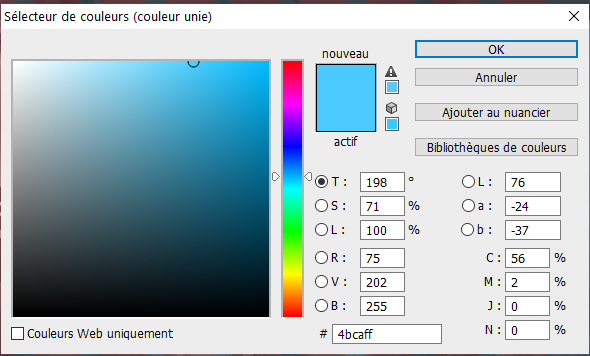 Sélecteur de couleurs (couleur unie)
nouveau
actif
OK
Annuler
Ajouter au nuancier
Bibliothèques de couleurs
T : 198 °
S : 71 %
L : 100 %
R : 75
V : 202
B : 255
# 4bcaff
L : 76
a : -24
b : -37
C : 56 %
M : 2 %
J : 0 %
N : 0 %
Couleurs Web uniquement